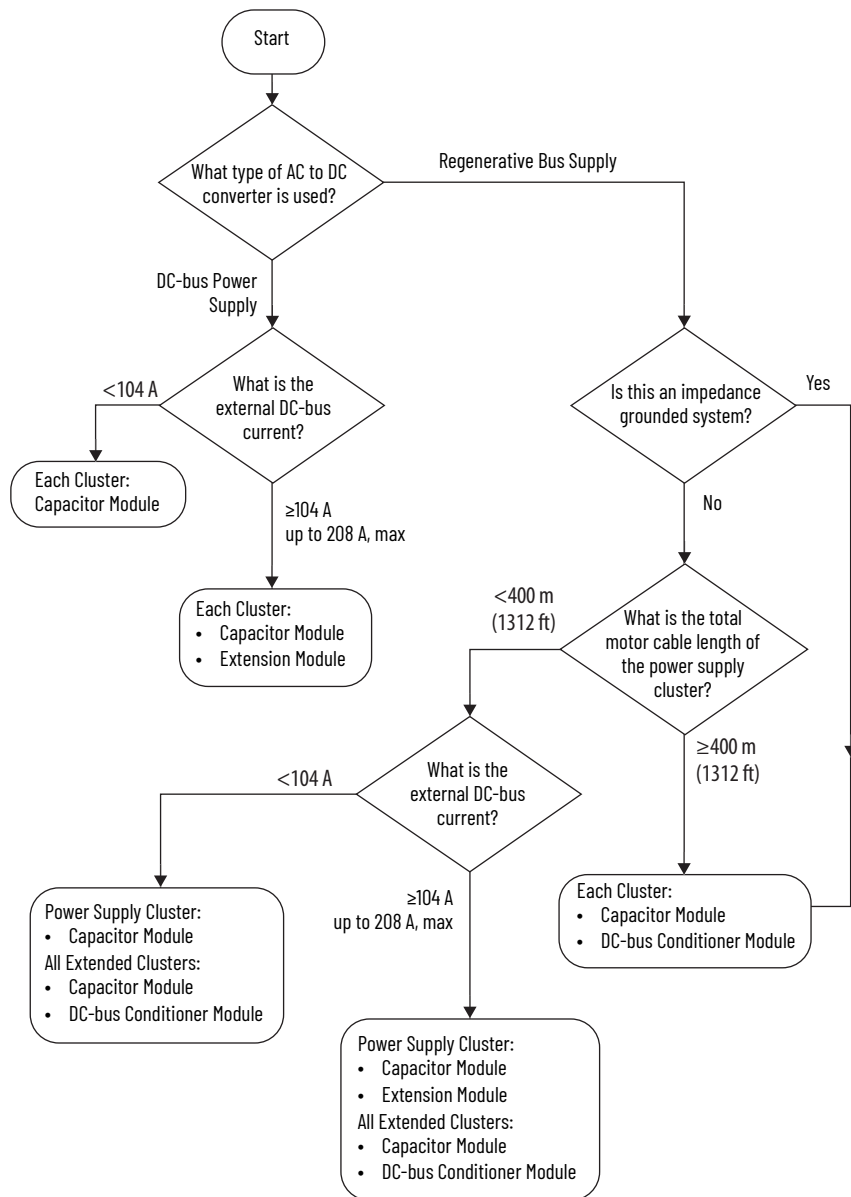 Start
What type of AC to DC
converter is used?
Regenerative Bus Supply
DC-bus Power
Supply
<104 A
What is the
external DC-bus
current?
Is this an impedance
grounded system?
Yes
Each Cluster:
Capacitor Module
≥104 A
up to 208 A, max
No
Each Cluster:
• Capacitor Module
• Extension Module
<400 m
(1312 ft)
What is the total
motor cable length of
the power supply
cluster?
<104 A
What is the
external DC-bus
current?
≥400 m
(1312 ft)
Power Supply Cluster:
• Capacitor Module
All Extended Clusters:
• Capacitor Module
• DC-bus Conditioner Module
≥104 A
up to 208 A, max
Each Cluster:
• Capacitor Module
• DC-bus Conditioner Module
Power Supply Cluster:
• Capacitor Module
• Extension Module
All Extended Clusters:
• Capacitor Module
• DC-bus Conditioner Module